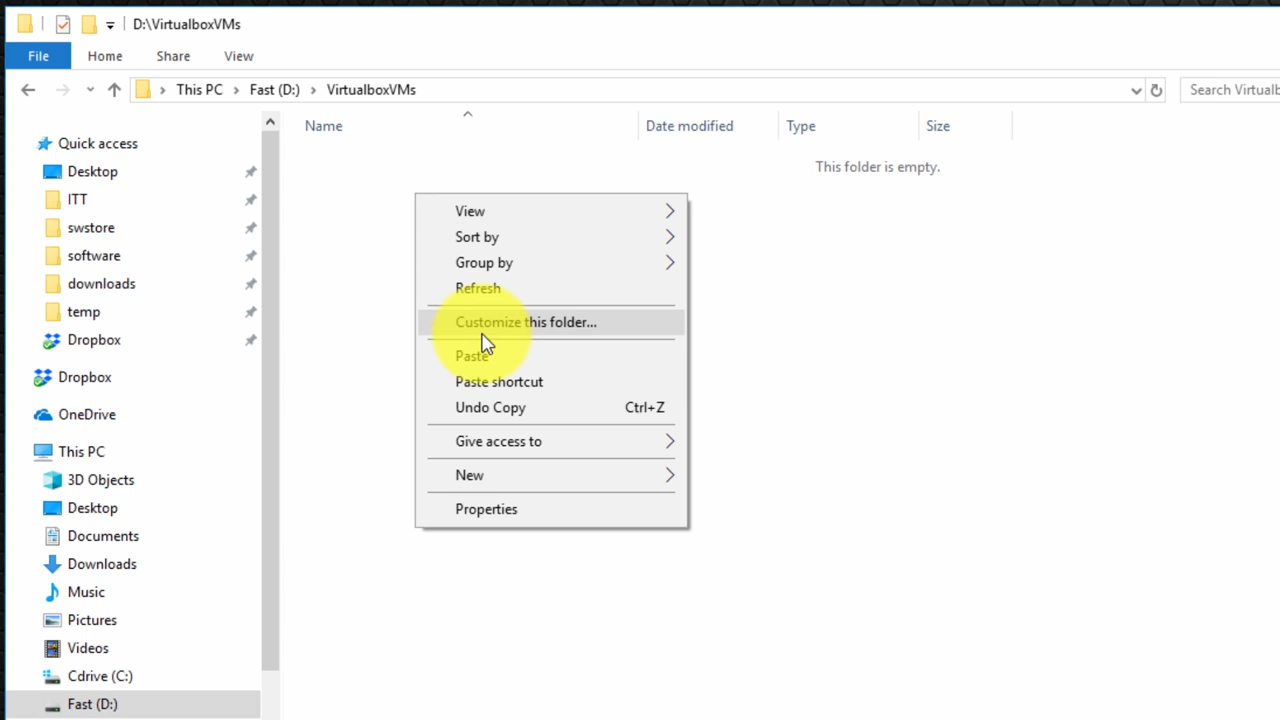 D:\VirtualboxVMs
File Home Share View
This PC Fast (D:) VirtualboxVMs
Search Virtualb
Name Date modified Type Size
This folder is empty.
Quick access
Desktop
ITT
swstore
software
downloads
temp
Dropbox
Dropbox
OneDrive
This PC
3D Objects
Desktop
Documents
Downloads
Music
Pictures
Videos
Cdrive (C:)
Fast (D:)
View
Sort by
Group by
Refresh
Customize this folder...
Paste
Paste shortcut
Undo Copy Ctrl+Z
Give access to
New
Properties